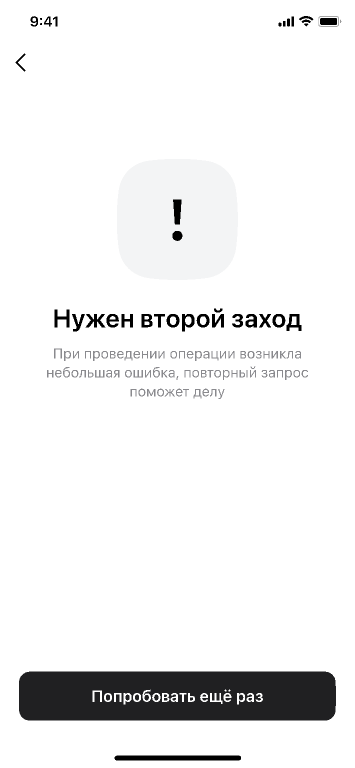 9:41
!
Нужен второй заход
При проведении операции возникла
небольшая ошибка, повторный запрос
поможет делу
Попробовать ещё раз